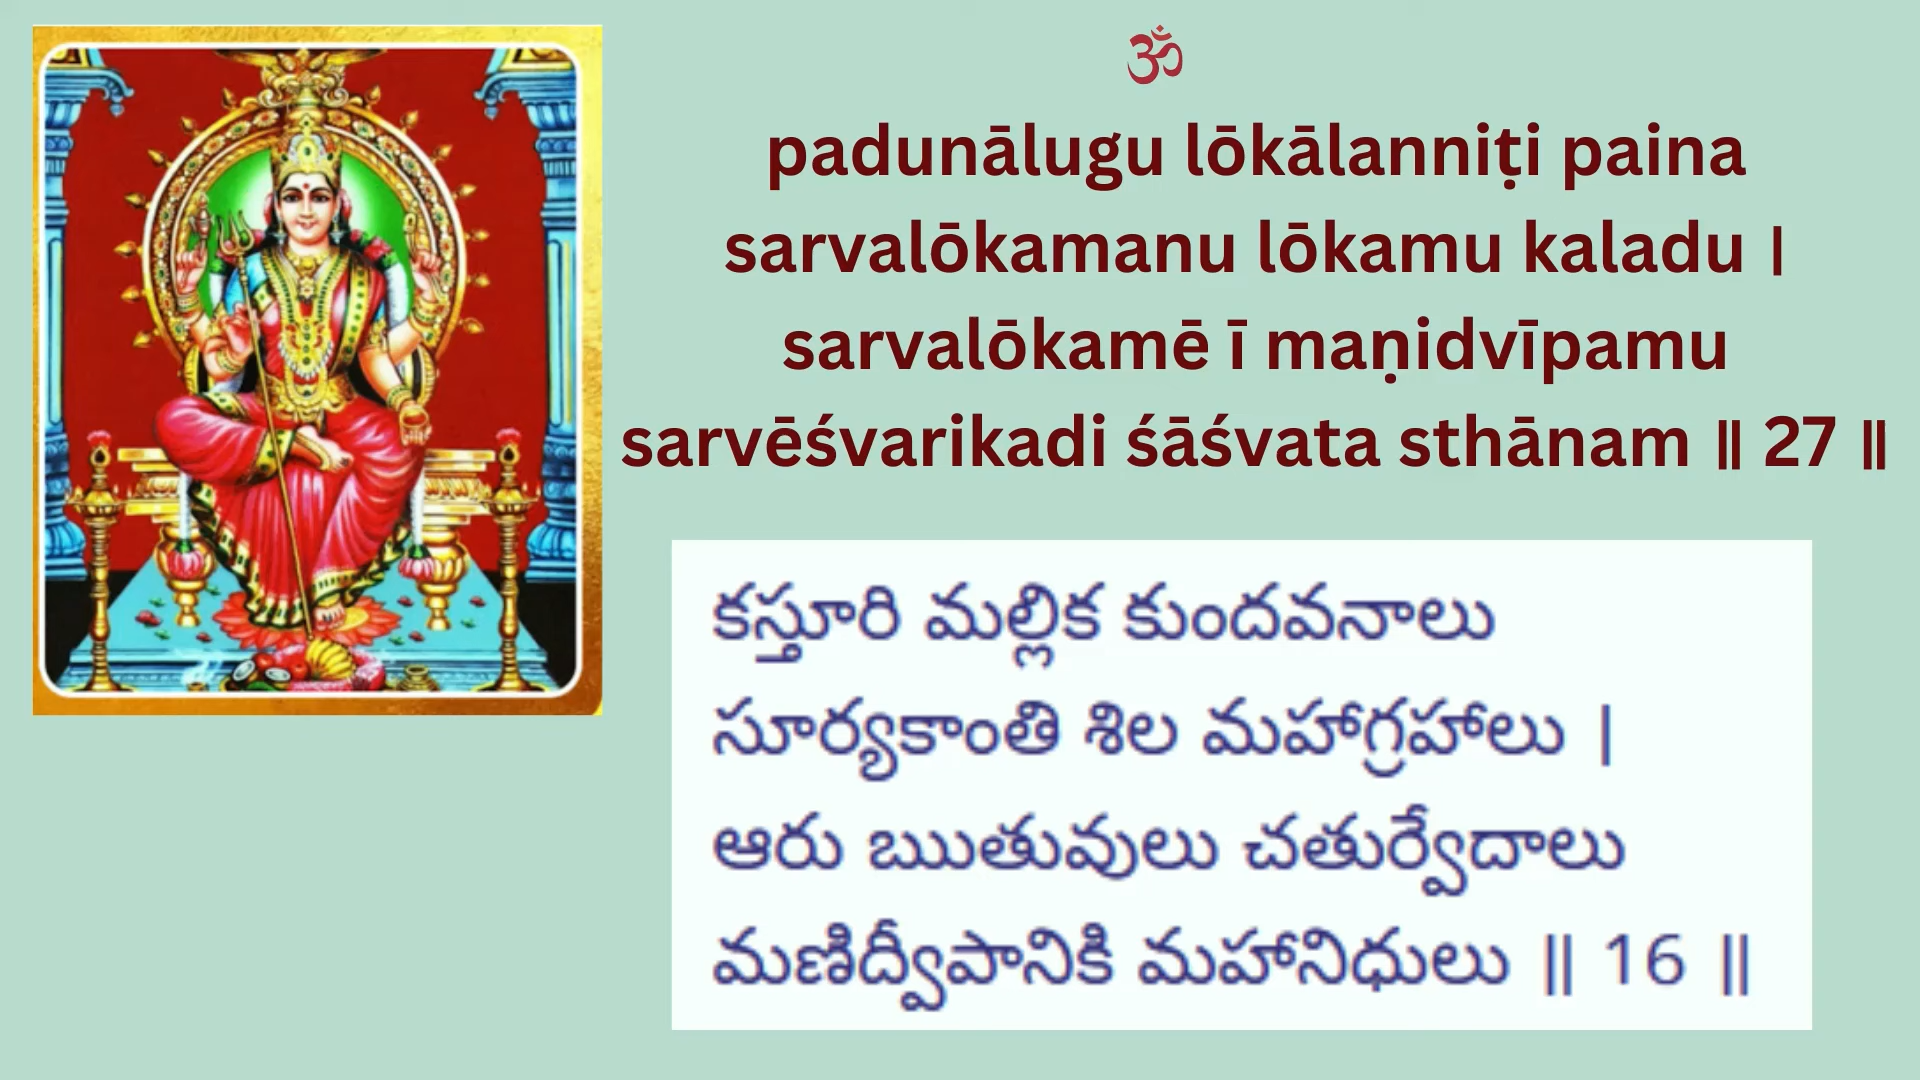 ॐ
padunālugu lōkālanniṭi paina
sarvalōkamanu lōkamu kaladu |
sarvalōkamē ī maṇidvīpamu
sarvēśvarikadi śāśvata sthānam ‖ 27 ‖
కస్తూరి మల్లిక కుందవనాలు
సూర్యకాంతి శిల మహాగ్రహాలు |
ఆరు ఋతువులు చతుర్వేదాలు
మణిద్వీపానికి మహానిధులు ‖ 16 ‖